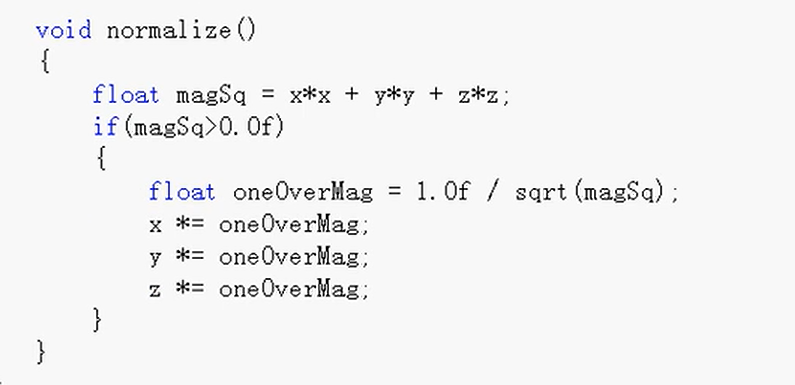 void normalize()
{
    float magSq = x*x + y*y + z*z;
    if(magSq>0.0f)
    {
        float oneOverMag = 1.0f / sqrt(magSq);
        x *= oneOverMag;
        y *= oneOverMag;
        z *= oneOverMag;
    }
}